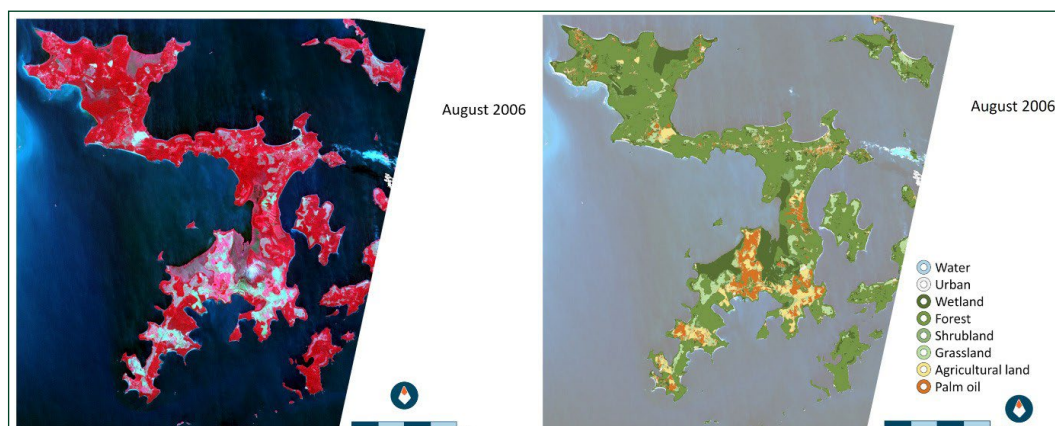 August 2006
August 2006
Water
Urban
Wetland
Forest
Shrubland
Grassland
Agricultural land
Palm oil